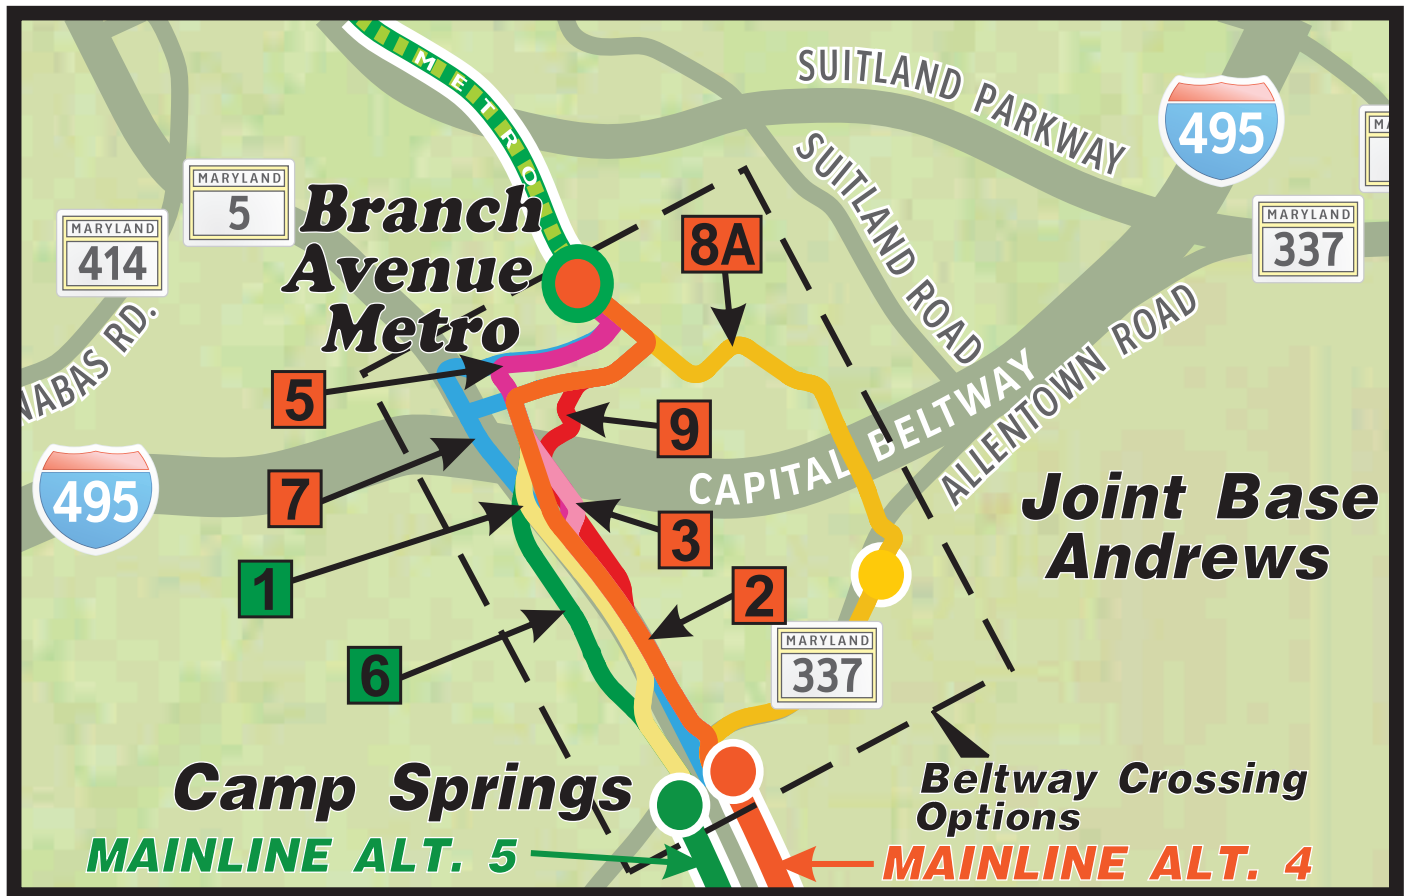 METRO
SUITLAND PARKWAY
495
MARYLAND
5
MARYLAND
414
MARYLAND
337
Branch
Avenue
Metro
8A
SUITLAND ROAD
RD.
5
9
CAPITAL BELTWAY
ALLENTOWN ROAD
495
7
3
Joint Base
Andrews
1
2
6
MARYLAND
337
Camp Springs
Beltway Crossing
Options
MAINLINE ALT. 5
MAINLINE ALT. 4